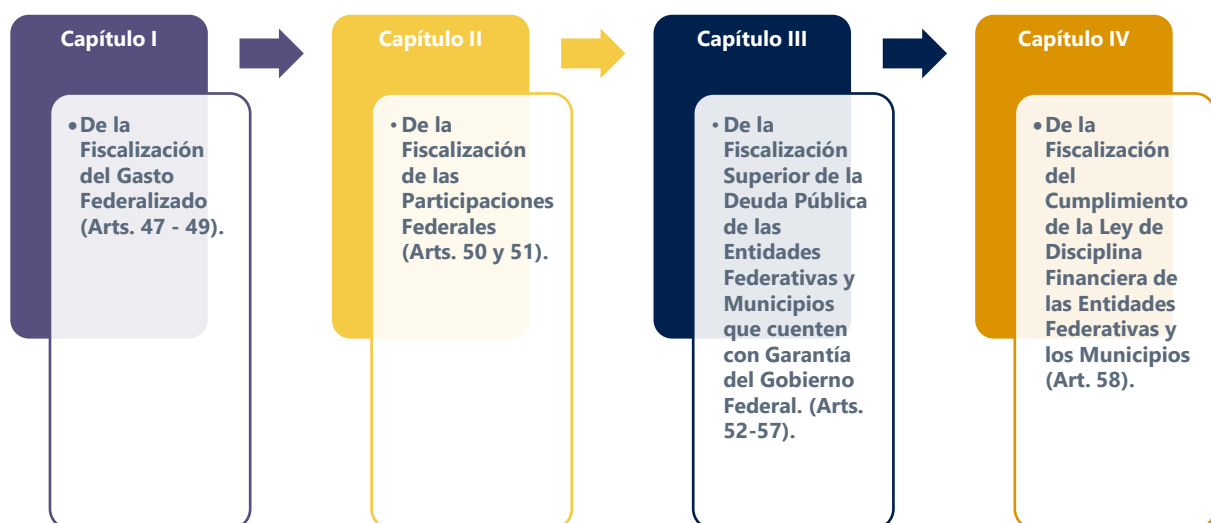 Capítulo I
•De la
Fiscalización
del Gasto
Federalizado
(Arts. 47 - 49).
Capítulo II
• De la
Fiscalización
de las
Participaciones
Federales
(Arts. 50 y 51).
Capítulo III
• De la
Fiscalización
Superior de la
Deuda Pública
de las
Entidades
Federativas y
Municipios
que cuenten
con Garantía
del Gobierno
Federal. (Arts.
52-57).
Capítulo IV
•De la
Fiscalización
del
Cumplimiento
de la Ley de
Disciplina
Financiera de
las Entidades
Federativas y
los Municipios
(Art. 58).